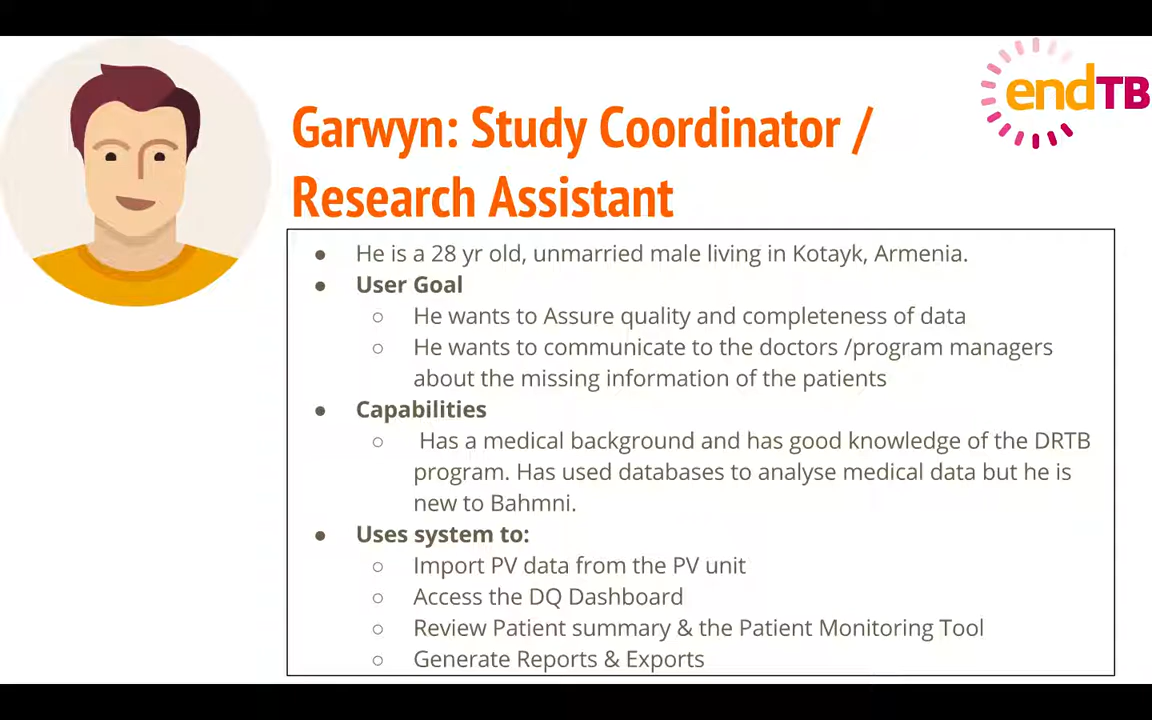 endTB
Garwyn: Study Coordinator /
Research Assistant
● He is a 28 yr old, unmarried male living in Kotayk, Armenia.
● User Goal
○ He wants to Assure quality and completeness of data
○ He wants to communicate to the doctors /program managers
about the missing information of the patients
● Capabilities
○ Has a medical background and has good knowledge of the DRTB
program. Has used databases to analyse medical data but he is
new to Bahmni.
● Uses system to:
○ Import PV data from the PV unit
○ Access the DQ Dashboard
○ Review Patient summary & the Patient Monitoring Tool
○ Generate Reports & Exports